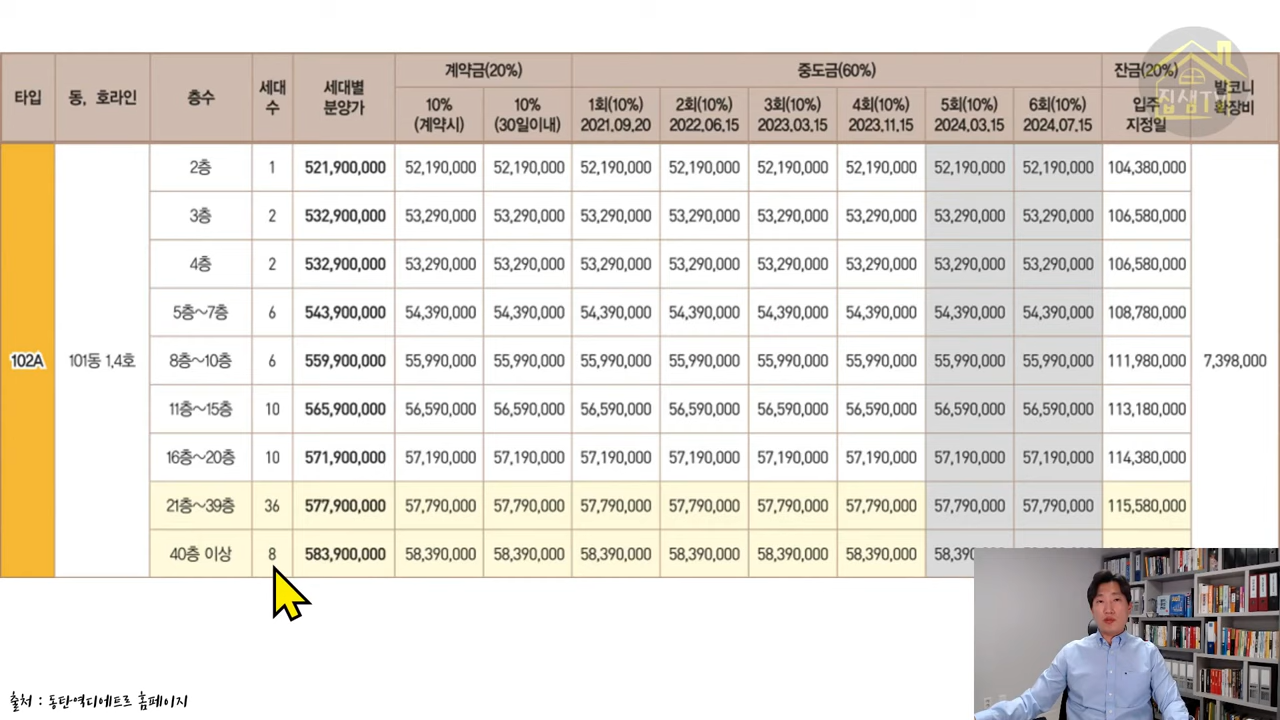 타입 동, 호라인 층수 세대수 세대별 분양가 계약금(20%) 중도금(60%) 잔금(20%) 발코니 확장비
10% (계약시) 10% (30일이내) 1회(10%) 2021.09.20 2회(10%) 2022.06.15 3회(10%) 2023.03.15 4회(10%) 2023.11.15 5회(10%) 2024.03.15 6회(10%) 2024.07.15 입주 지정일
집샘TV
2층 1 521,900,000 52,190,000 52,190,000 52,190,000 52,190,000 52,190,000 52,190,000 52,190,000 52,190,000 104,380,000
3층 2 532,900,000 53,290,000 53,290,000 53,290,000 53,290,000 53,290,000 53,290,000 53,290,000 53,290,000 106,580,000
4층 2 532,900,000 53,290,000 53,290,000 53,290,000 53,290,000 53,290,000 53,290,000 53,290,000 53,290,000 106,580,000
5층~7층 6 543,900,000 54,390,000 54,390,000 54,390,000 54,390,000 54,390,000 54,390,000 54,390,000 54,390,000 108,780,000
102A 101동 1,4호 8층~10층 6 559,900,000 55,990,000 55,990,000 55,990,000 55,990,000 55,990,000 55,990,000 55,990,000 55,990,000 111,980,000 7,398,000
11층~15층 10 565,900,000 56,590,000 56,590,000 56,590,000 56,590,000 56,590,000 56,590,000 56,590,000 56,590,000 113,180,000
16층~20층 10 571,900,000 57,190,000 57,190,000 57,190,000 57,190,000 57,190,000 57,190,000 57,190,000 57,190,000 114,380,000
21층~39층 36 577,900,000 57,790,000 57,790,000 57,790,000 57,790,000 57,790,000 57,790,000 57,790,000 57,790,000 115,580,000
40층 이상 8 583,900,000 58,390,000 58,390,000 58,390,000 58,390,000 58,390,000 58,390,000
출처 : 동탄역디에트르 홈페이지